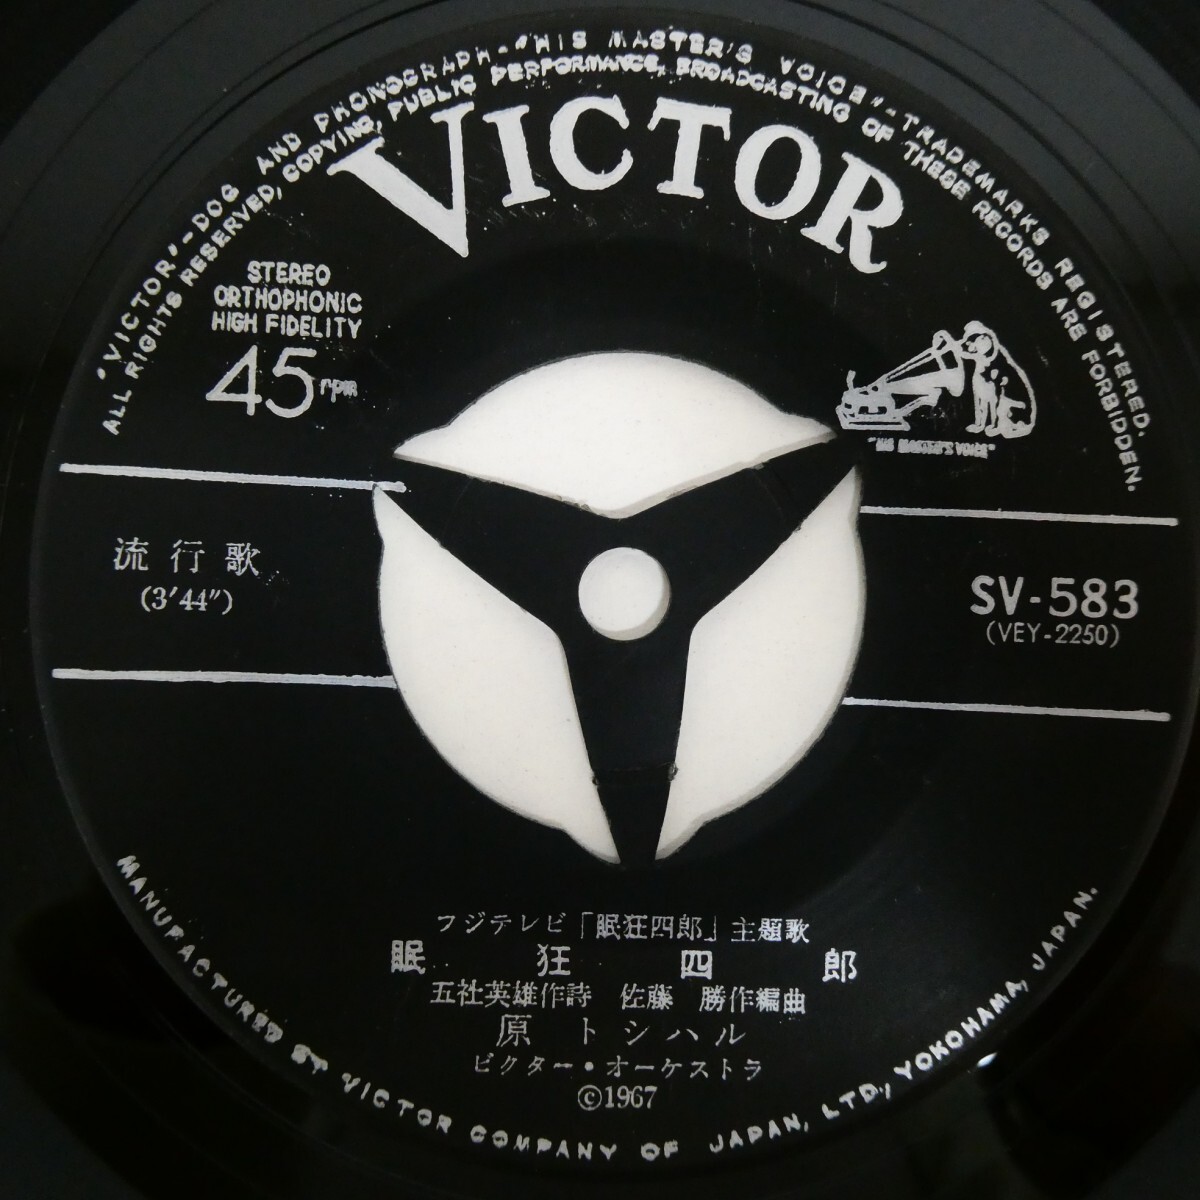 "VICTOR"-DOG AND PHONOGRAPH-"HIS MASTER'S VOICE"-TRADEMARKS REGISTERED.
ALL RIGHTS RESERVED, COPYING, PUBLIC PERFORMANCE, BROADCASTING OF THESE RECORDS ARE FORBIDDEN.
VICTOR
STEREO
ORTHOPHONIC
HIGH FIDELITY
45 rpm
"HIS MASTER'S VOICE"
流行歌
(3'44")
SV-583
(VEY-2250)
フジテレビ「眠狂四郎」主題歌
眠狂四郎
五社英雄作詩 佐藤 勝作編曲
原 トシハル
ビクター・オーケストラ
©1967
MANUFACTURED BY VICTOR COMPANY OF JAPAN, LTD., YOKOHAMA, JAPAN.